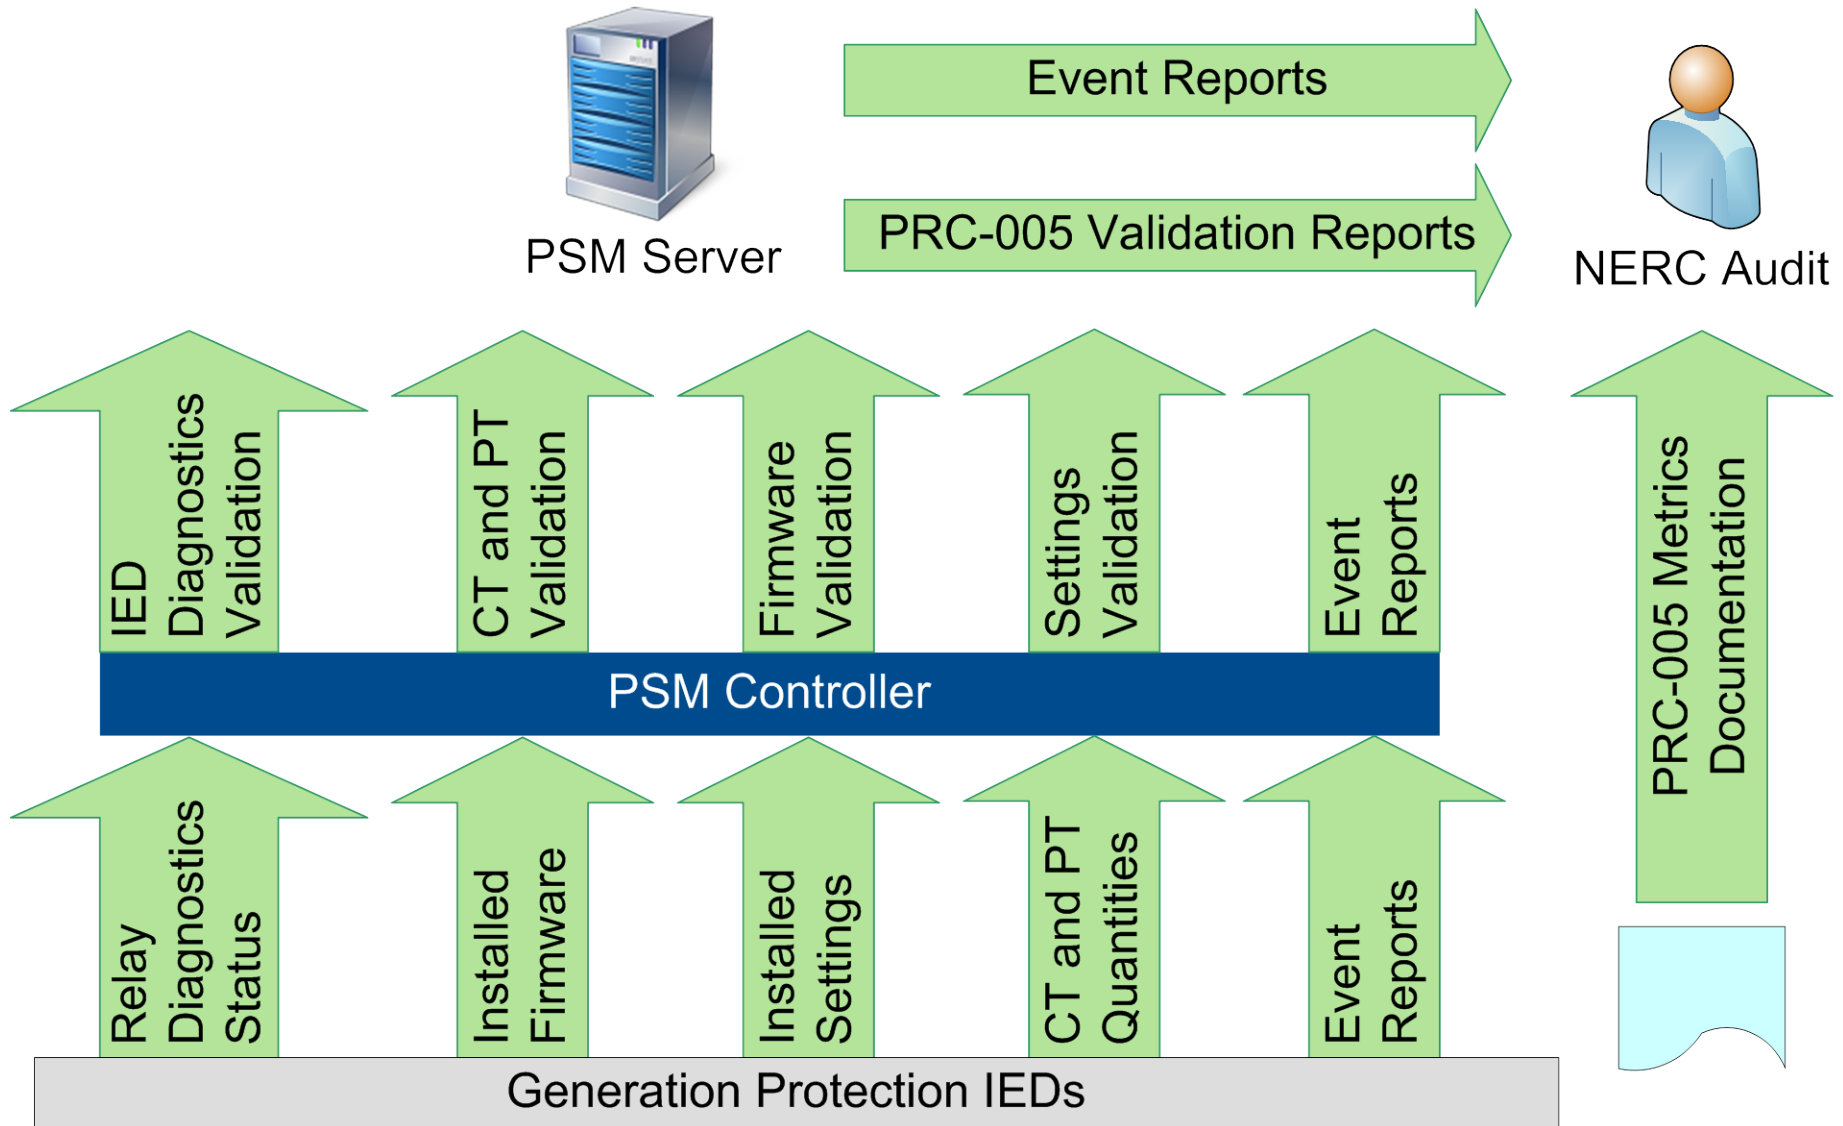 Event Reports
PRC-005 Validation Reports
PSM Server
NERC Audit
IED
Diagnostics
Validation
CT and PT
Validation
Firmware
Validation
Settings
Validation
Event
Reports
PRC-005 Metrics
Documentation
PSM Controller
Relay
Diagnostics
Status
Installed
Firmware
Installed
Settings
CT and PT
Quantities
Event
Reports
Generation Protection IEDs